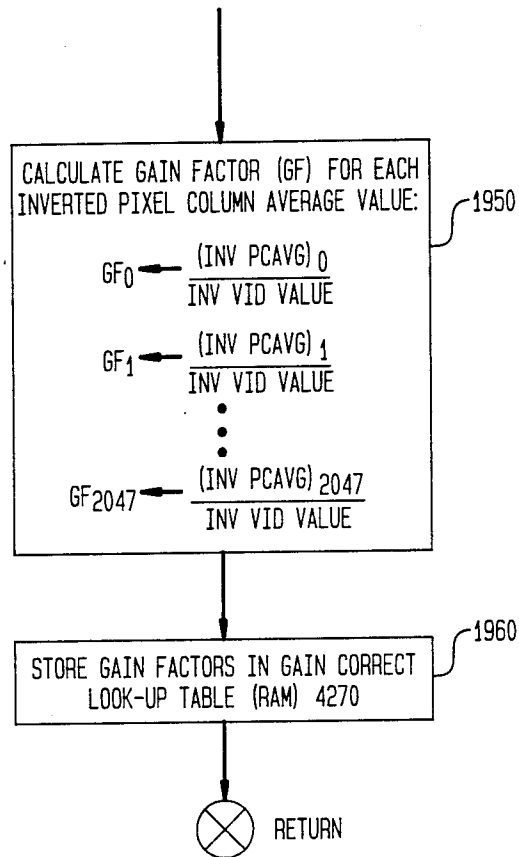 CALCULATE GAIN FACTOR (GF) FOR EACH
INVERTED PIXEL COLUMN AVERAGE VALUE:
1950
GF0 ← (INV PCAVG)0
INV VID VALUE
GF1 ← (INV PCAVG)1
INV VID VALUE
GF2047 ← (INV PCAVG)2047
INV VID VALUE
1960
STORE GAIN FACTORS IN GAIN CORRECT
LOOK-UP TABLE (RAM) 4270
RETURN